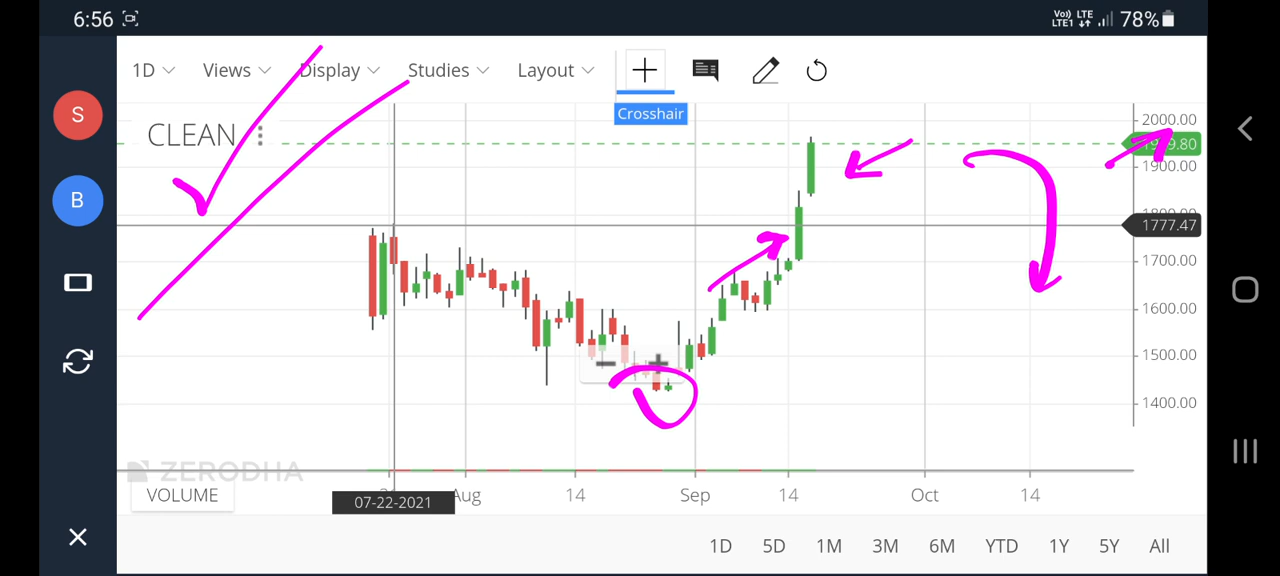 6:56 Vo)) LTE LTE1 78%
1D Views Display Studies Layout
Crosshair
S
CLEAN
B
2000.00
1900.00
1800.00
1777.47
1700.00
1600.00
1500.00
1400.00
ZERODHA
VOLUME
07-22-2021 Aug 14 Sep 14 Oct 14
1D 5D 1M 3M 6M YTD 1Y 5Y All